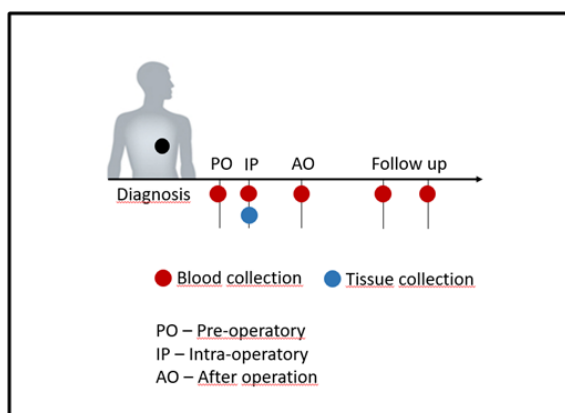 PO IP AO Follow up
Diagnosis
Blood collection Tissue collection
PO – Pre-operatory
IP – Intra-operatory
AO – After operation